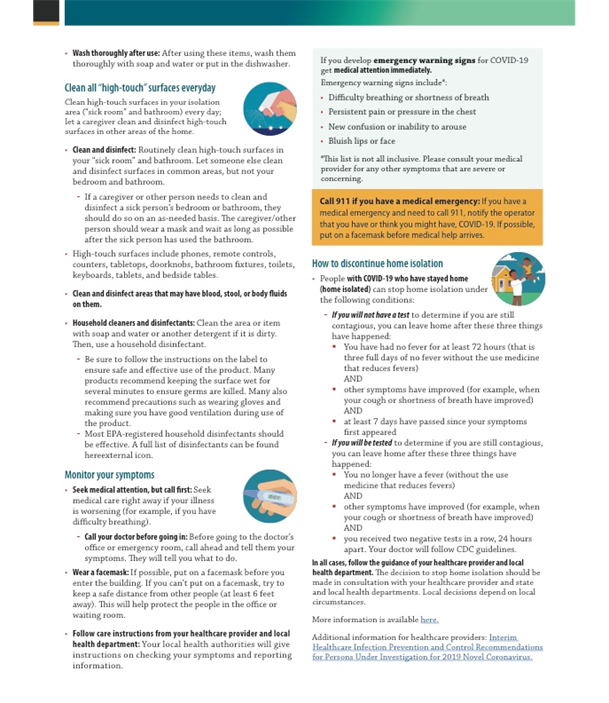 • Wash thoroughly after use: After using these items, wash them
thoroughly with soap and water or put in the dishwasher.
Clean all “high-touch” surfaces everyday
Clean high-touch surfaces in your isolation
area (“sick room” and bathroom) every day;
let a caregiver clean and disinfect high-touch
surfaces in other areas of the home.
• Clean and disinfect: Routinely clean high-touch surfaces in
your “sick room” and bathroom. Let someone else clean
and disinfect surfaces in common areas, but not your
bedroom and bathroom.
- If a caregiver or other person needs to clean and
disinfect a sick person’s bedroom or bathroom, they
should do so on an as-needed basis. The caregiver/other
person should wear a mask and wait as long as possible
after the sick person has used the bathroom.
• High-touch surfaces include phones, remote controls,
counters, tabletops, doorknobs, bathroom fixtures, toilets,
keyboards, tablets, and bedside tables.
• Clean and disinfect areas that may have blood, stool, or body fluids
on them.
• Household cleaners and disinfectants: Clean the area or item
with soap and water or another detergent if it is dirty.
Then, use a household disinfectant.
- Be sure to follow the instructions on the label to
ensure safe and effective use of the product. Many
products recommend keeping the surface wet for
several minutes to ensure germs are killed. Many also
recommend precautions such as wearing gloves and
making sure you have good ventilation during use of
the product.
- Most EPA-registered household disinfectants should
be effective. A full list of disinfectants can be found
hereexternal icon.
Monitor your symptoms
• Seek medical attention, but call first: Seek
medical care right away if your illness
is worsening (for example, if you have
difficulty breathing).
- Call your doctor before going in: Before going to the doctor’s
office or emergency room, call ahead and tell them your
symptoms. They will tell you what to do.
• Wear a facemask: If possible, put on a facemask before you
enter the building. If you can’t put on a facemask, try to
keep a safe distance from other people (at least 6 feet
away). This will help protect the people in the office or
waiting room.
• Follow care instructions from your healthcare provider and local
health department: Your local health authorities will give
instructions on checking your symptoms and reporting
information.
If you develop emergency warning signs for COVID-19
get medical attention immediately.
Emergency warning signs include*:
• Difficulty breathing or shortness of breath
• Persistent pain or pressure in the chest
• New confusion or inability to arouse
• Bluish lips or face
*This list is not all inclusive. Please consult your medical
provider for any other symptoms that are severe or
concerning.
Call 911 if you have a medical emergency: If you have a
medical emergency and need to call 911, notify the operator
that you have or think you might have, COVID-19. If possible,
put on a facemask before medical help arrives.
How to discontinue home isolation
• People with COVID-19 who have stayed home
(home isolated) can stop home isolation under
the following conditions:
- If you will not have a test to determine if you are still
contagious, you can leave home after these three things
have happened:
• You have had no fever for at least 72 hours (that is
three full days of no fever without the use medicine
that reduces fevers)
AND
• other symptoms have improved (for example, when
your cough or shortness of breath have improved)
AND
• at least 7 days have passed since your symptoms
first appeared
- If you will be tested to determine if you are still contagious,
you can leave home after these three things have
happened:
• You no longer have a fever (without the use
medicine that reduces fevers)
AND
• other symptoms have improved (for example, when
your cough or shortness of breath have improved)
AND
• you received two negative tests in a row, 24 hours
apart. Your doctor will follow CDC guidelines.
In all cases, follow the guidance of your healthcare provider and local
health department. The decision to stop home isolation should be
made in consultation with your healthcare provider and state
and local health departments. Local decisions depend on local
circumstances.
More information is available here.
Additional information for healthcare providers: Interim
Healthcare Infection Prevention and Control Recommendations
for Persons Under Investigation for 2019 Novel Coronavirus.